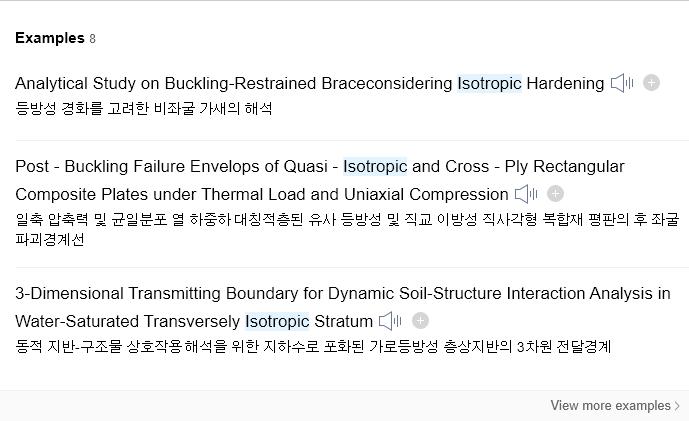 Examples 8
Analytical Study on Buckling-Restrained Braceconsidering Isotropic Hardening
등방성 경화를 고려한 비좌굴 가새의 해석
Post - Buckling Failure Envelops of Quasi - Isotropic and Cross - Ply Rectangular
Composite Plates under Thermal Load and Uniaxial Compression
일축 압축력 및 균일분포 열 하중하 대칭적층된 유사 등방성 및 직교 이방성 직사각형 복합재 평판의 후 좌굴
파괴경계선
3-Dimensional Transmitting Boundary for Dynamic Soil-Structure Interaction Analysis in
Water-Saturated Transversely Isotropic Stratum
동적 지반-구조물 상호작용 해석을 위한 지하수로 포화된 가로등방성 층상지반의 3차원 전달경계
View more examples